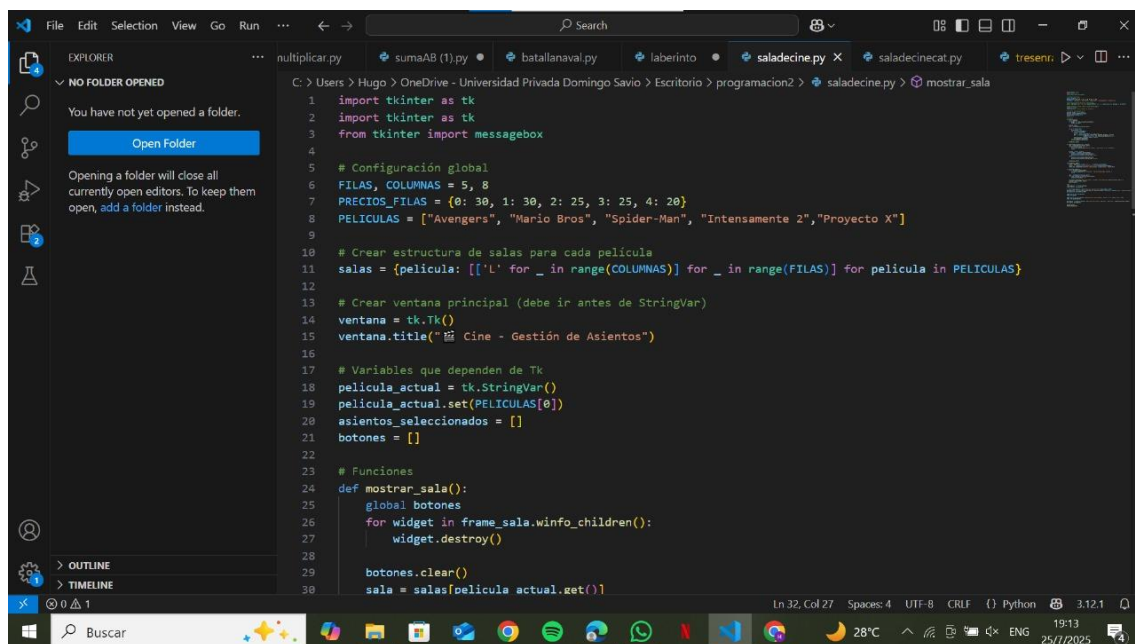 File Edit Selection View Go Run ... Search
EXPLORER ... nultiplicar.py sumaAB (1).py batallanaval.py laberinto saladecine.py saladecinecat.py tresenra
NO FOLDER OPENED
You have not yet opened a folder.
Open Folder
Opening a folder will close all
currently open editors. To keep them
open, add a folder instead.
OUTLINE
TIMELINE
C: > Users > Hugo > OneDrive - Universidad Privada Domingo Savio > Escritorio > programacion2 > saladecine.py > mostrar_sala
1 import tkinter as tk
2 import tkinter as tk
3 from tkinter import messagebox
4
5 # Configuración global
6 FILAS, COLUMNAS = 5, 8
7 PRECIOS_FILAS = {0: 30, 1: 30, 2: 25, 3: 25, 4: 20}
8 PELICULAS = ["Avengers", "Mario Bros", "Spider-Man", "Intensamente 2","Proyecto X"]
9
10 # Crear estructura de salas para cada película
11 salas = {pelicula: [['L' for _ in range(COLUMNAS)] for _ in range(FILAS)] for pelicula in PELICULAS}
12
13 # Crear ventana principal (debe ir antes de StringVar)
14 ventana = tk.Tk()
15 ventana.title("🎬 Cine - Gestión de Asientos")
16
17 # Variables que dependen de Tk
18 pelicula_actual = tk.StringVar()
19 pelicula_actual.set(PELICULAS[0])
20 asientos_seleccionados = []
21 botones = []
22
23 # Funciones
24 def mostrar_sala():
25 global botones
26 for widget in frame_sala.winfo_children():
27 widget.destroy()
28
29 botones.clear()
30 sala = salas[pelicula_actual.get()]
0 1 Ln 32, Col 27 Spaces: 4 UTF-8 CRLF {} Python 3.12.1
Buscar 28°C ENG 19:13
25/7/2025